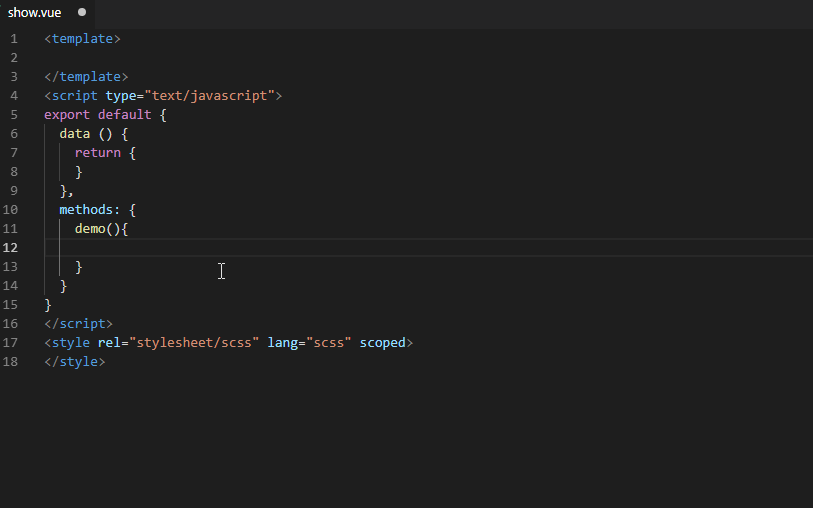 show.vue
1 <template>
2
3 </template>
4 <script type="text/javascript">
5 export default {
6   data () {
7     return {
8     }
9   },
10   methods: {
11     demo(){
12
13     }
14   }
15 }
16 </script>
17 <style rel="stylesheet/scss" lang="scss" scoped>
18 </style>